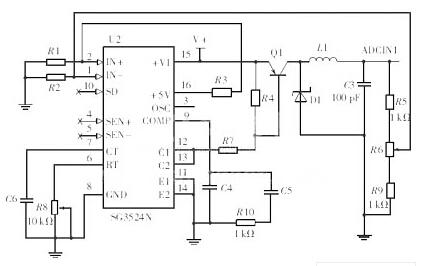 U2
V+
Q1
L1
ADCIN1
R1
2
IN+
+VI
15
R2
1
IN-
10
SD
+5V
16
R3
OSC
3
R4
D1
C3
100 pF
R5
1 kΩ
4
SEN+
5
SEN-
COMP
9
7
CT
C1
12
R7
R6
6
RT
C2
13
C6
R8
10 kΩ
8
GND
E1
11
E2
14
C4
C5
R9
1 kΩ
SG3524N
R10
1 kΩ